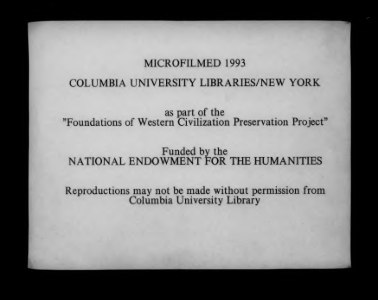 MICROFILMED 1993
COLUMBIA UNIVERSITY LIBRARIES/NEW YORK
as part of the
"Foundations of Western Civilization Preservation Project"
Funded by the
NATIONAL ENDOWMENT FOR THE HUMANITIES
Reproductions may not be made without permission from
Columbia University Library